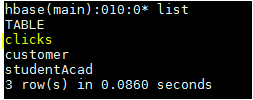 hbase(main):010:0* list
TABLE
clicks
customer
studentAcad
3 row(s) in 0.0860 seconds